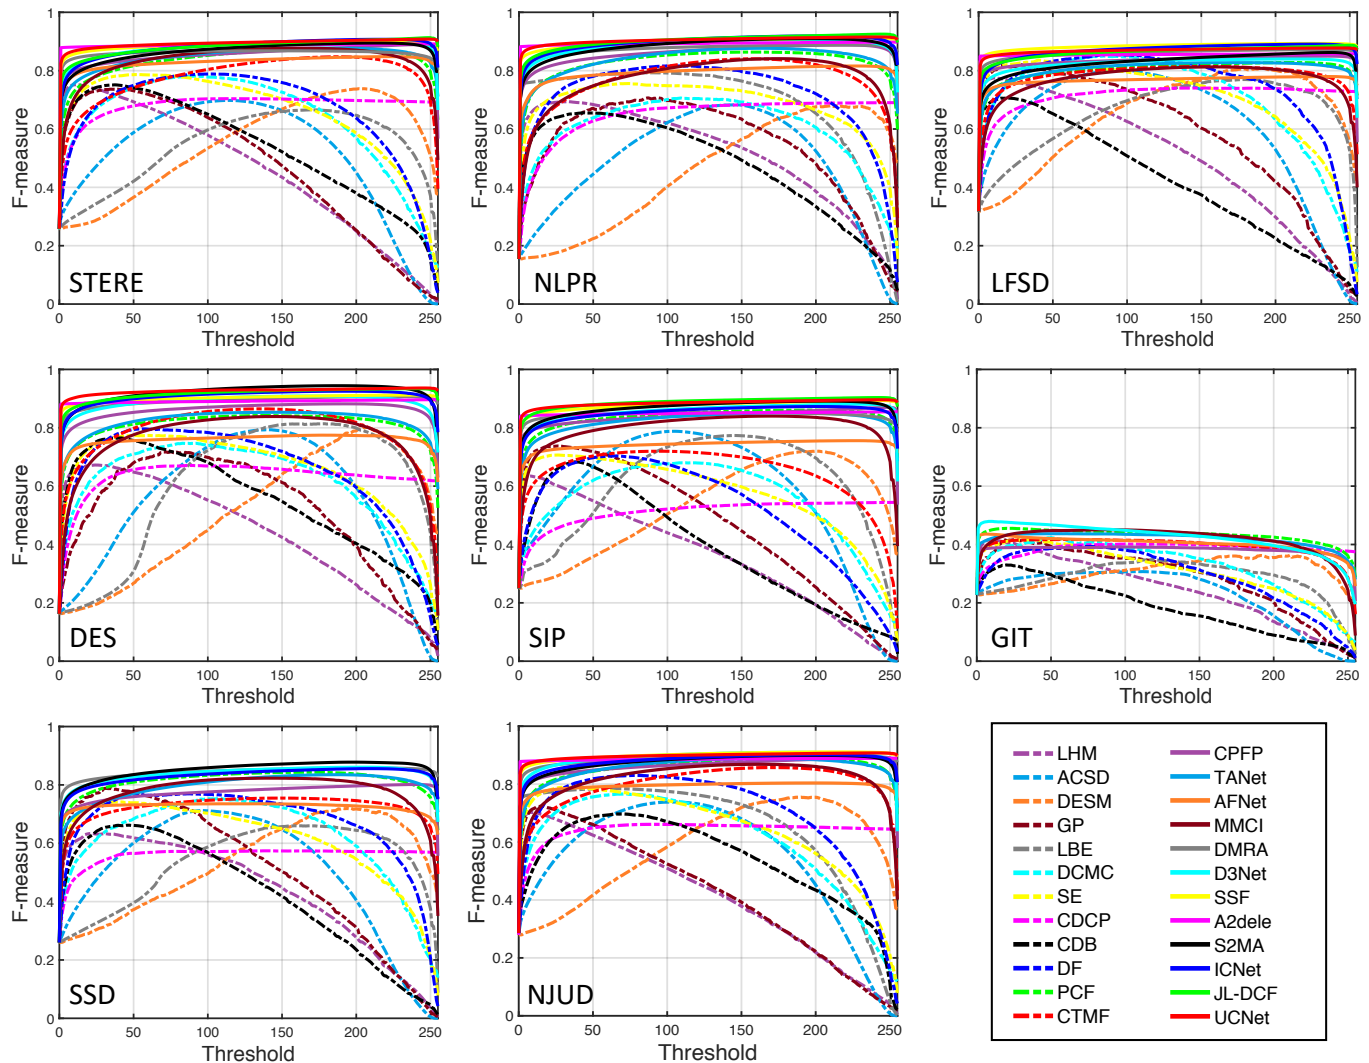 1
0.8
0.6
0.4
0.2
0
F-measure
STERE
0 50 100 150 200 250
Threshold
1
0.8
0.6
0.4
0.2
0
F-measure
NLPR
0 50 100 150 200 250
Threshold
1
0.8
0.6
0.4
0.2
0
F-measure
LFSD
0 50 100 150 200 250
Threshold
1
0.8
0.6
0.4
0.2
0
F-measure
DES
0 50 100 150 200 250
Threshold
1
0.8
0.6
0.4
0.2
0
F-measure
SIP
0 50 100 150 200 250
Threshold
1
0.8
0.6
0.4
0.2
0
F-measure
GIT
0 50 100 150 200 250
Threshold
1
0.8
0.6
0.4
0.2
0
F-measure
SSD
0 50 100 150 200 250
Threshold
1
0.8
0.6
0.4
0.2
0
F-measure
NJUD
0 50 100 150 200 250
Threshold
LHM CPFP
ACSD TANet
DESM AFNet
GP MMCI
LBE DMRA
DCMC D3Net
SE SSF
CDCP A2dele
CDB S2MA
DF ICNet
PCF JL-DCF
CTMF UCNet